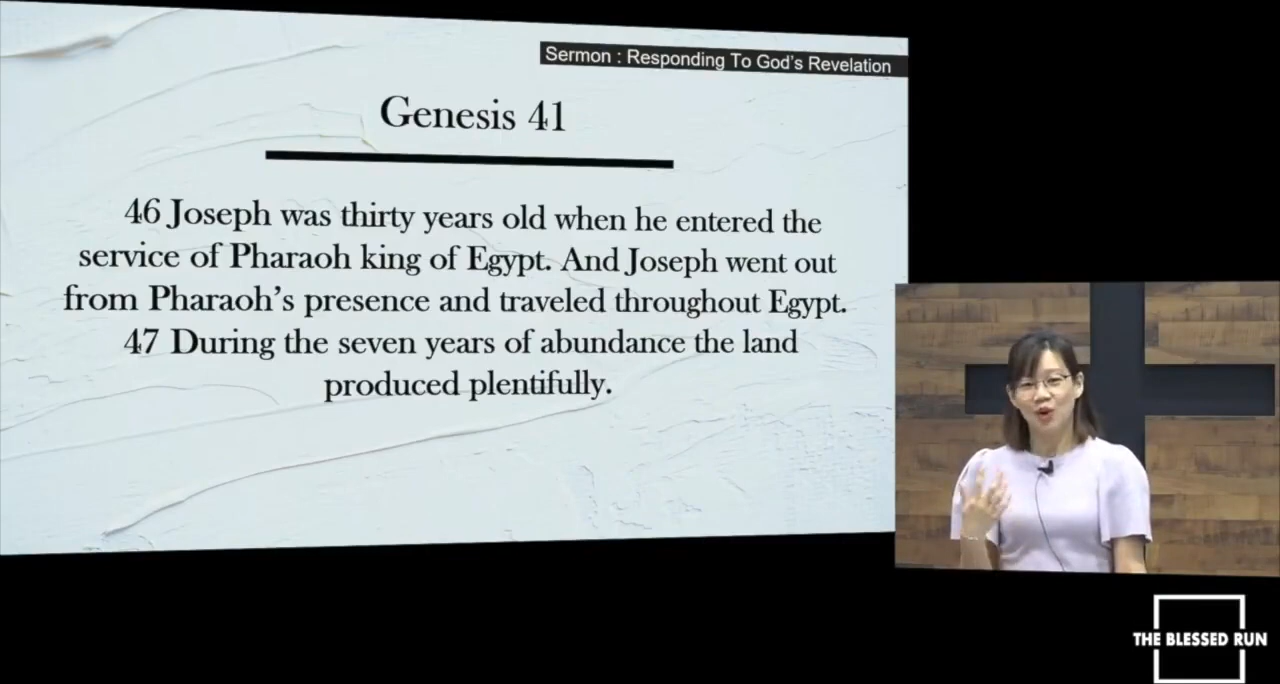 Sermon : Responding To God's Revelation
Genesis 41
46 Joseph was thirty years old when he entered the
service of Pharaoh king of Egypt. And Joseph went out
from Pharaoh's presence and traveled throughout Egypt.
47 During the seven years of abundance the land
produced plentifully.
THE BLESSED RUN